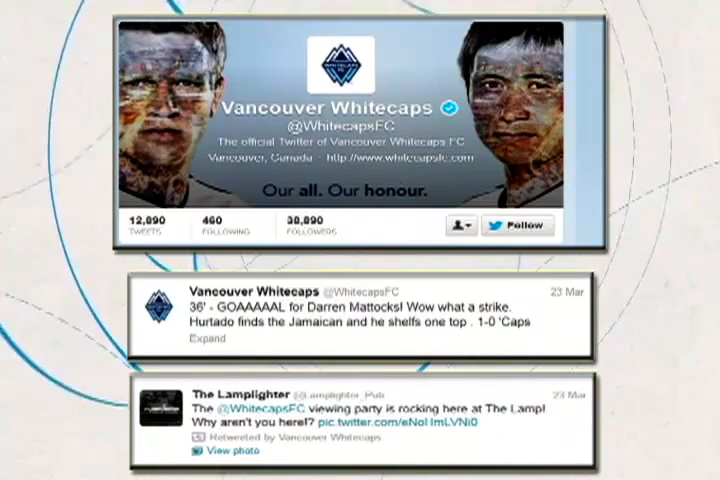 WHITECAPS FC
Vancouver Whitecaps
@WhitecapsFC
The official Twitter of Vancouver Whitecaps FC
Vancouver, Canada - http://www.whitecapsfc.com
Our all. Our honour.
12,890 460 38,890
TWEETS FOLLOWING FOLLOWERS
Follow
Vancouver Whitecaps @WhitecapsFC 23 Mar
36' - GOAAAAAL for Darren Mattocks! Wow what a strike.
Hurtado finds the Jamaican and he shelfs one top . 1-0 'Caps
Expand
The Lamplighter @Lamplighter_Pub 23 Mar
The @WhitecapsFC viewing party is rocking here at The Lamp!
Why aren't you here!?
Retweeted by Vancouver Whitecaps
View photo